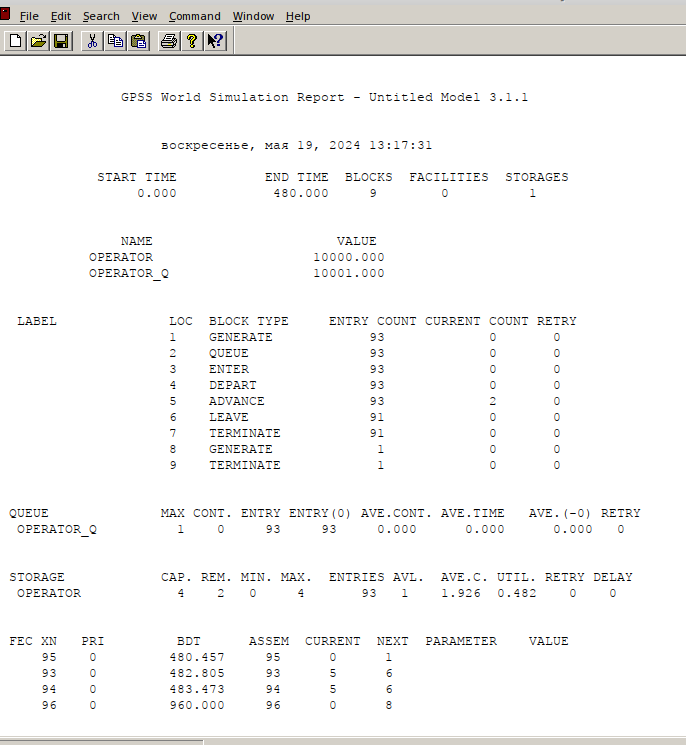 File Edit Search View Command Window Help
GPSS World Simulation Report - Untitled Model 3.1.1
воскресенье, мая 19, 2024 13:17:31
START TIME END TIME BLOCKS FACILITIES STORAGES
0.000 480.000 9 0 1
NAME VALUE
OPERATOR 10000.000
OPERATOR_Q 10001.000
LABEL LOC BLOCK TYPE ENTRY COUNT CURRENT COUNT RETRY
1 GENERATE 93 0 0
2 QUEUE 93 0 0
3 ENTER 93 0 0
4 DEPART 93 0 0
5 ADVANCE 93 2 0
6 LEAVE 91 0 0
7 TERMINATE 91 0 0
8 GENERATE 1 0 0
9 TERMINATE 1 0 0
QUEUE MAX CONT. ENTRY ENTRY(0) AVE.CONT. AVE.TIME AVE.(-0) RETRY
OPERATOR_Q 1 0 93 93 0.000 0.000 0.000 0
STORAGE CAP. REM. MIN. MAX. ENTRIES AVL. AVE.C. UTIL. RETRY DELAY
OPERATOR 4 2 0 4 93 1 1.926 0.482 0 0
FEC XN PRI BDT ASSEM CURRENT NEXT PARAMETER VALUE
95 0 480.457 95 0 1
93 0 482.805 93 5 6
94 0 483.473 94 5 6
96 0 960.000 96 0 8